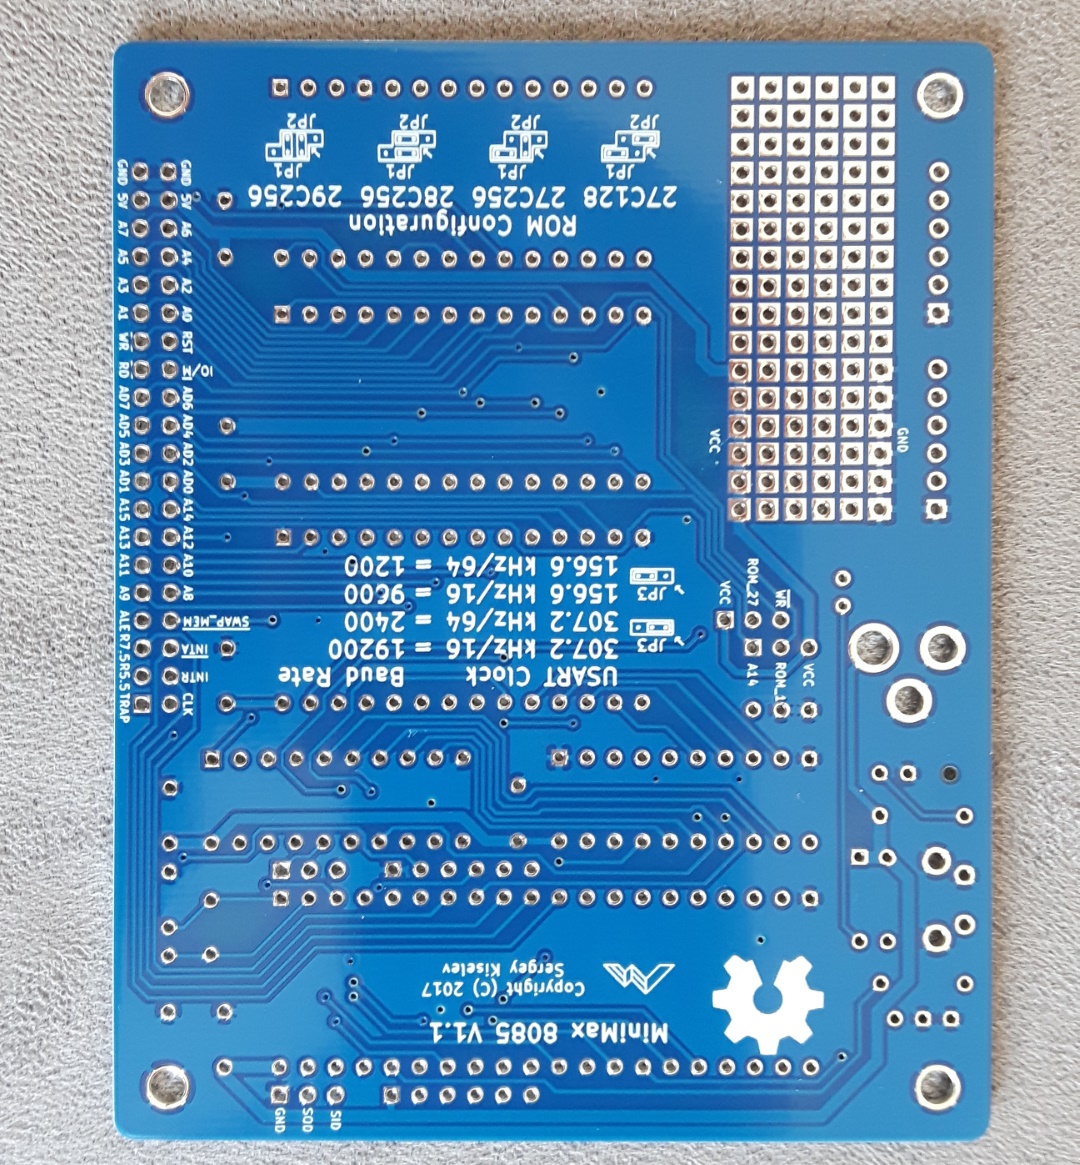 GND
VCC
VCC
WR
ROM_1
ROM_27
A14
VCC
JP3
JP3
USART Clock Baud Rate
307.2 kHz/16 = 19200
307.2 kHz/64 = 2400
156.6 kHz/16 = 9600
156.6 kHz/64 = 1200
MiniMax 8085 V1.1
Copyright (C) 2017
Sergey Kiselev
ROM Configuration
27C128 27C256 28C256 29C256
JP1
JP2
JP1
JP2
JP1
JP2
JP1
JP2
SID
SOD
GND
GND 5V A6 A4 A2 A0 RST IO/M AD6 AD4 AD2 AD0 A14 A12 A10 A8 SWAP_MEM INTA INTR CLK
GND 5V A7 A5 A3 A1 WR RD AD7 AD5 AD3 AD1 A15 A13 A11 A9 ALE R7.5 R5.5 TRAP